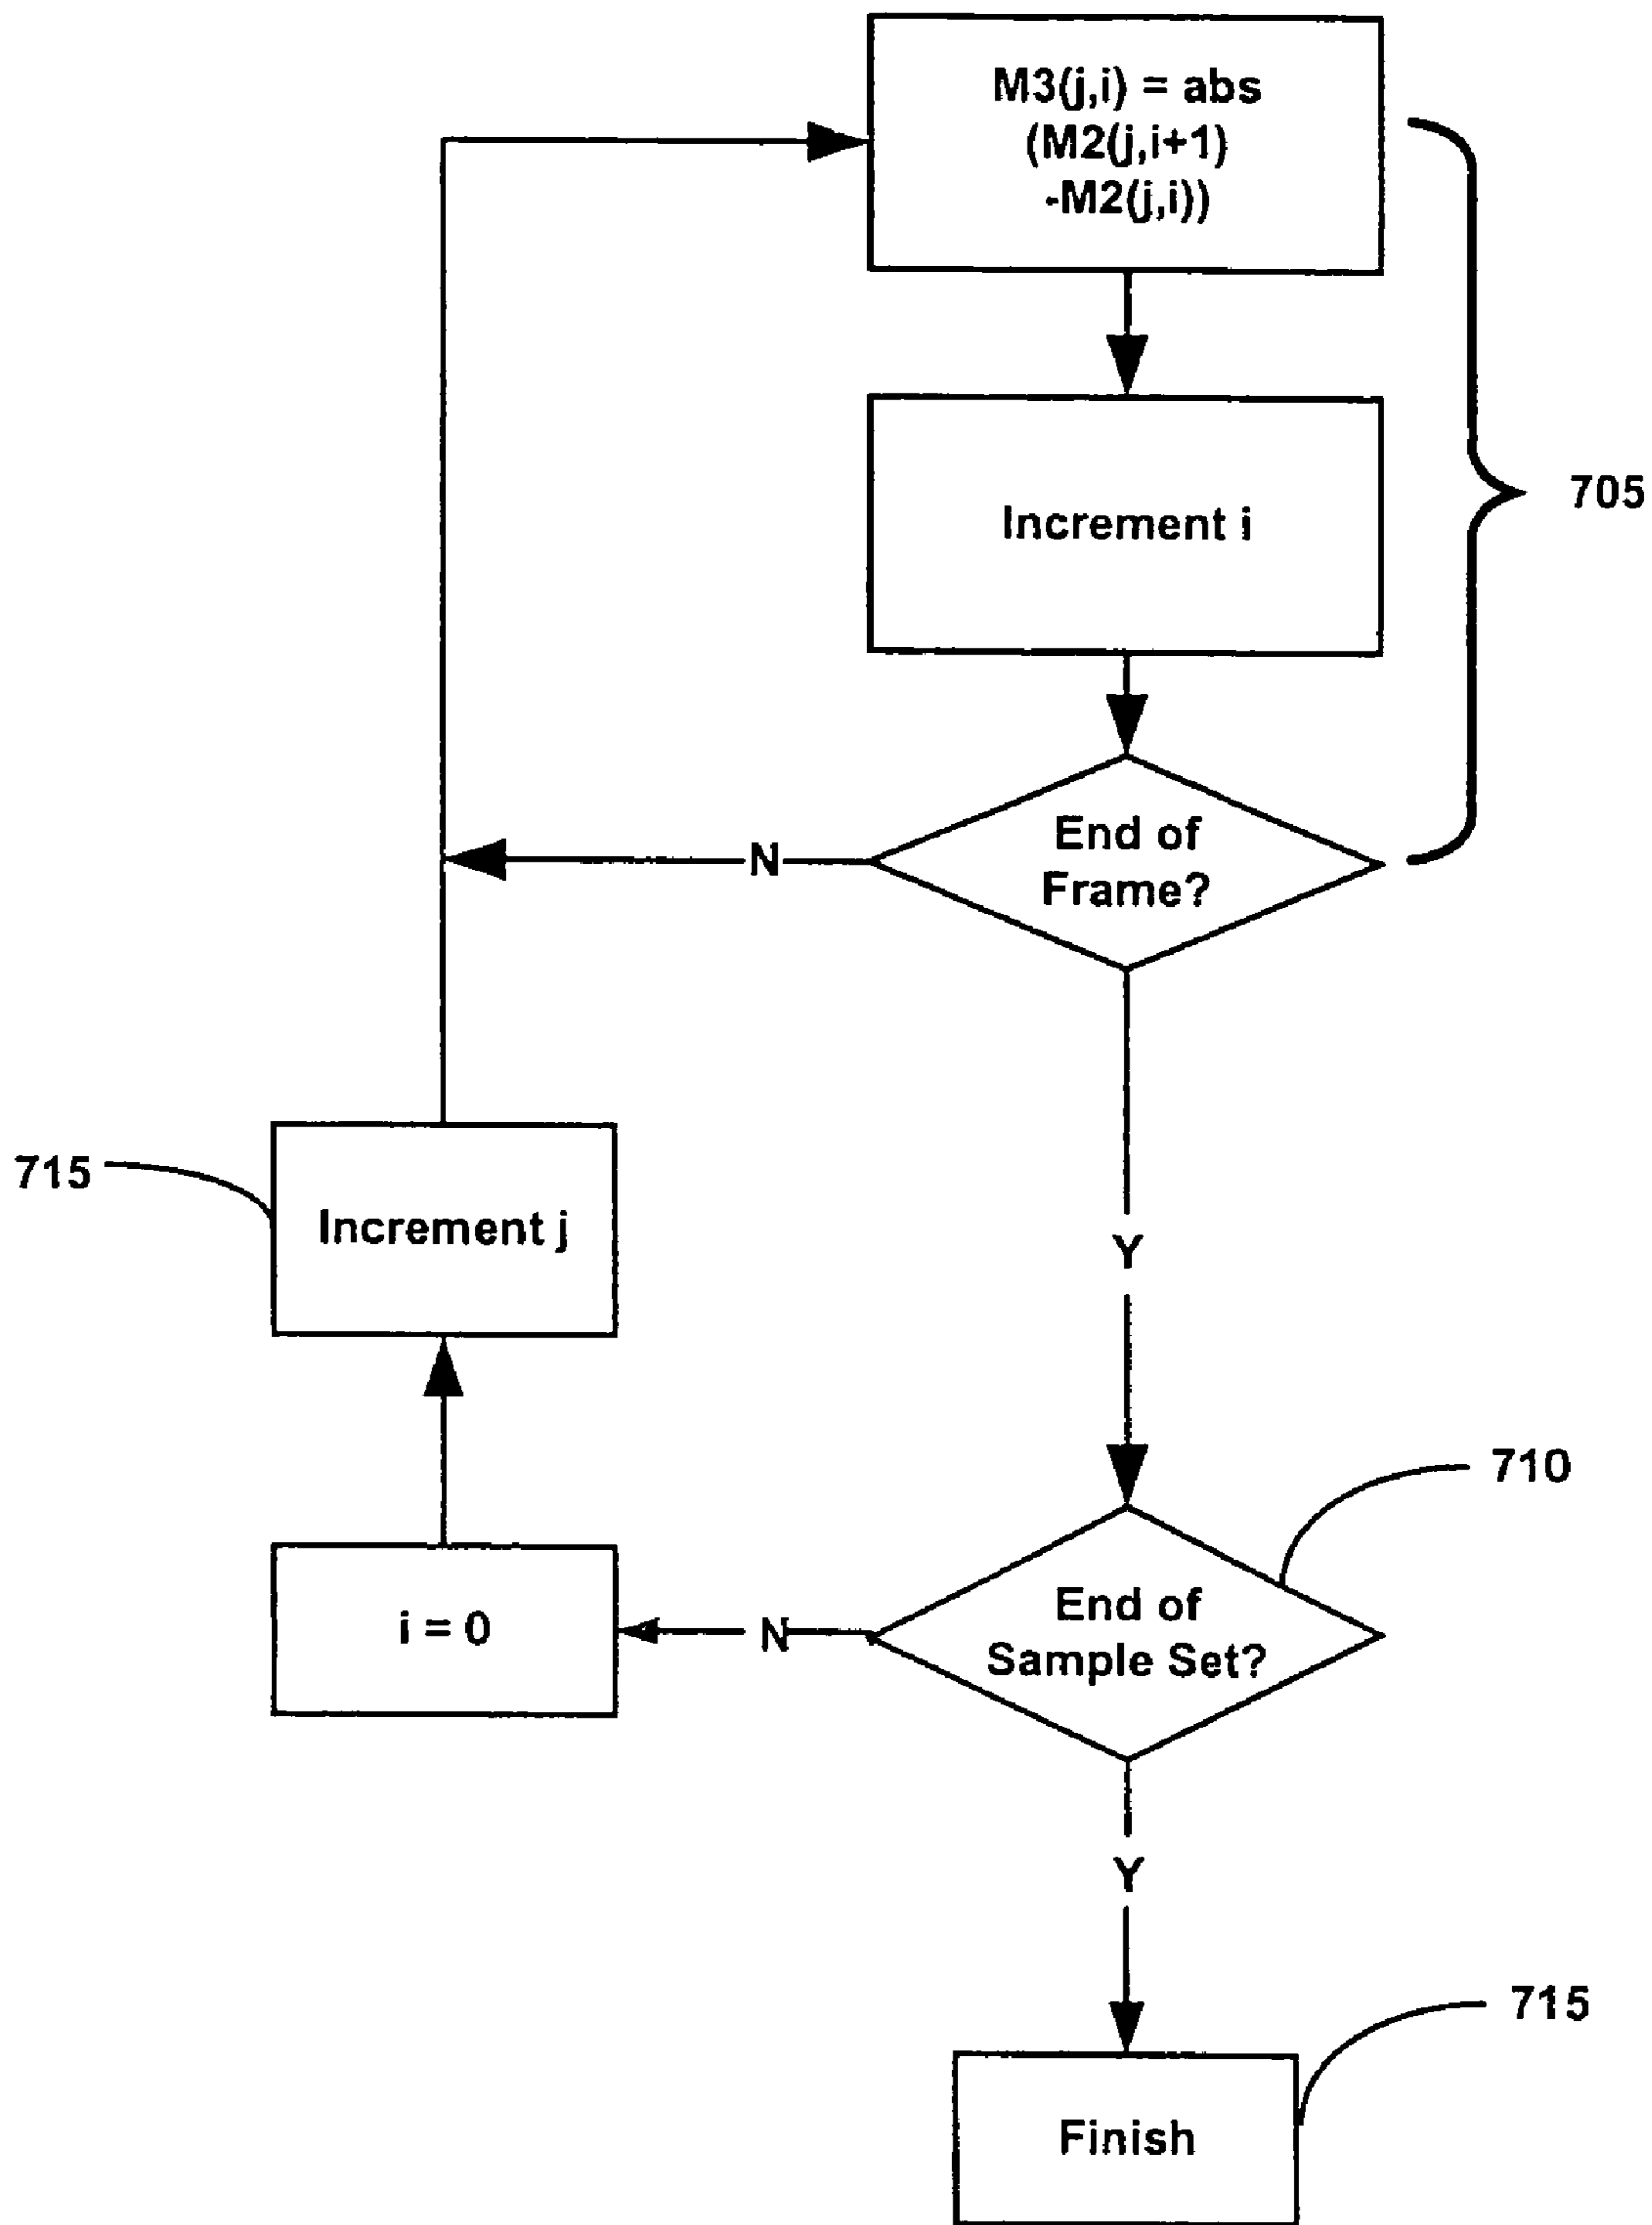 M3(j,i) = abs
(M2(j,i+1)
-M2(j,i))
Increment i
705
End of
Frame?
N
Y
715
Increment j
710
End of
Sample Set?
N
i = 0
Y
715
Finish